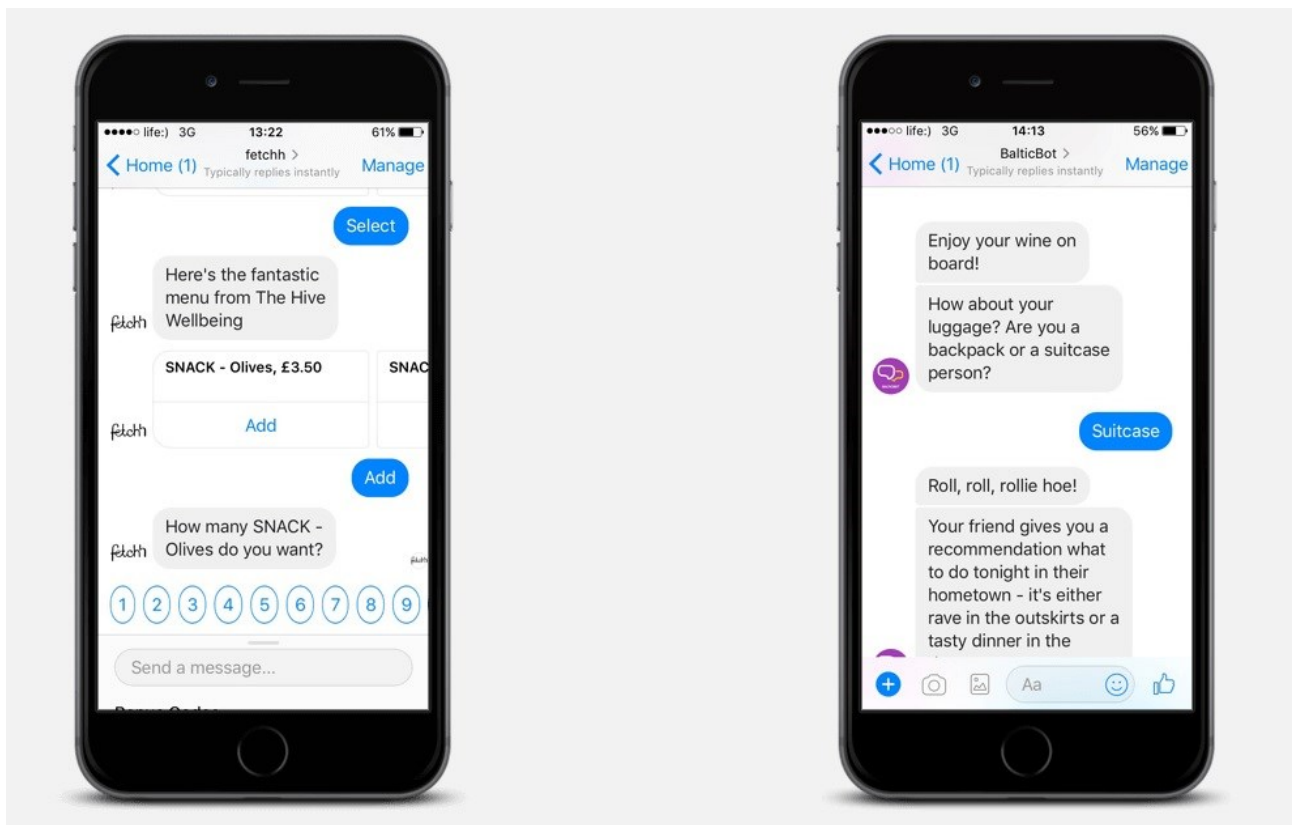 life:) 3G 13:22 61%
Home (1) fetchh > Manage
Typically replies instantly
Select
Here's the fantastic
menu from The Hive
Wellbeing
fetchh
SNACK - Olives, £3.50 SNAC
fetchh
Add
Add
How many SNACK -
Olives do you want?
fetchh
fetchh
1 2 3 4 5 6 7 8 9
Send a message...
life:) 3G 14:13 56%
Home (1) BalticBot > Manage
Typically replies instantly
Enjoy your wine on
board!
How about your
luggage? Are you a
backpack or a suitcase
person?
Suitcase
Roll, roll, rollie hoe!
Your friend gives you a
recommendation what
to do tonight in their
hometown - it's either
rave in the outskirts or a
tasty dinner in the
Aa